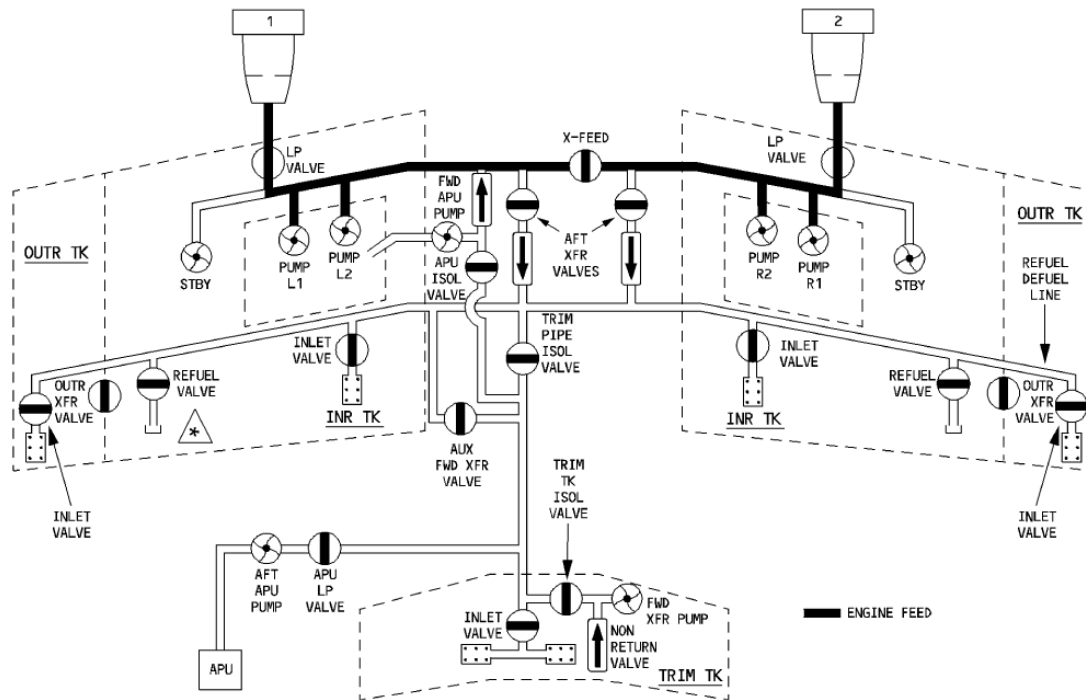 1
2
LP
VALVE
X-FEED
LP
VALVE
FWD
APU
PUMP
OUTR TK
STBY
PUMP
L1
PUMP
L2
APU
ISOL
VALVE
AFT
XFR
VALVES
PUMP
R2
PUMP
R1
STBY
OUTR TK
REFUEL
DEFUEL
LINE
TRIM
PIPE
ISOL
VALVE
INLET
VALVE
INLET
VALVE
OUTR
XFR
VALVE
REFUEL
VALVE
*
INR TK
INR TK
REFUEL
VALVE
OUTR
XFR
VALVE
AUX
FWD XFR
VALVE
TRIM
TK
ISOL
VALVE
INLET
VALVE
INLET
VALVE
AFT
APU
PUMP
APU
LP
VALVE
INLET
VALVE
FWD
XFR PUMP
NON
RETURN
VALVE
ENGINE FEED
APU
TRIM TK